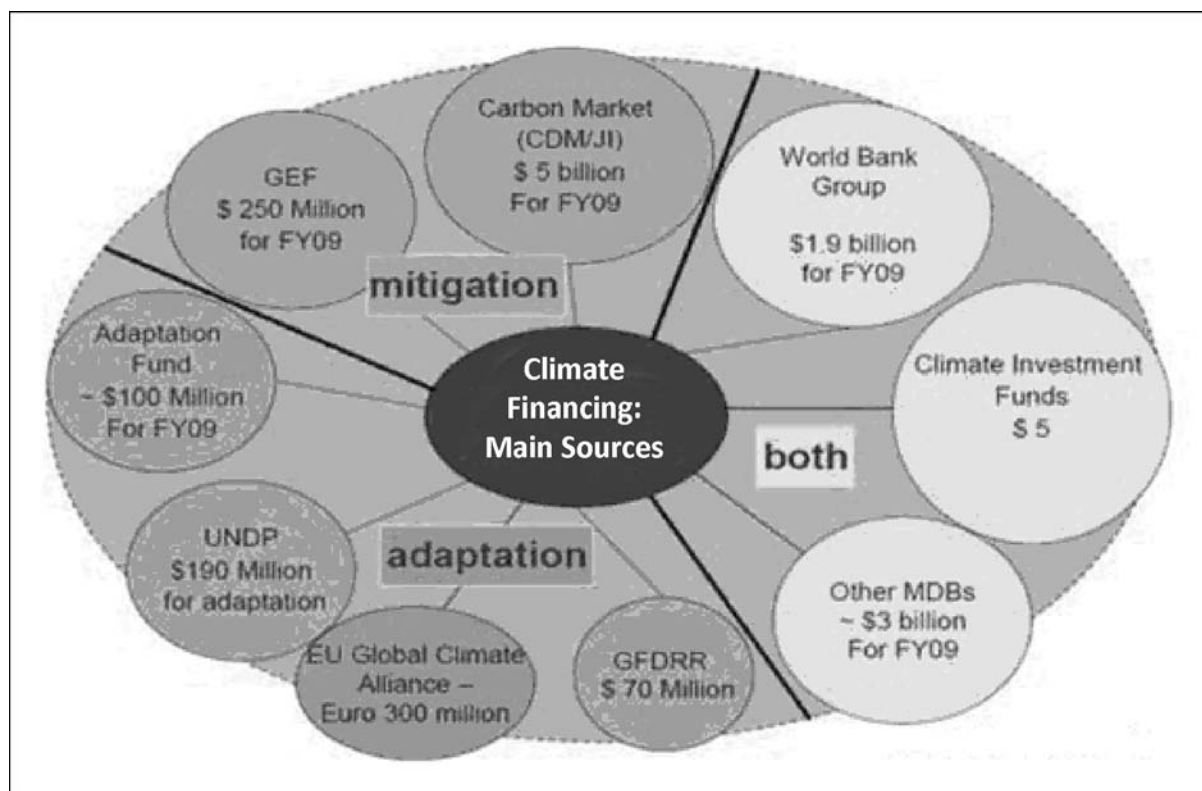 Carbon Market
(CDM/JI)
$ 5 billion
For FY09
World Bank
Group
$1.9 billion
for FY09
GEF
$ 250 Million
for FY09
mitigation
Adaptation
Fund
~ $100 Million
For FY09
Climate
Financing:
Main Sources
Climate Investment
Funds
$ 5
both
UNDP
$190 Million
for adaptation
adaptation
Other MDBs
~ $3 billion
For FY09
EU Global Climate
Alliance –
Euro 300 million
GFDRR
$ 70 Million